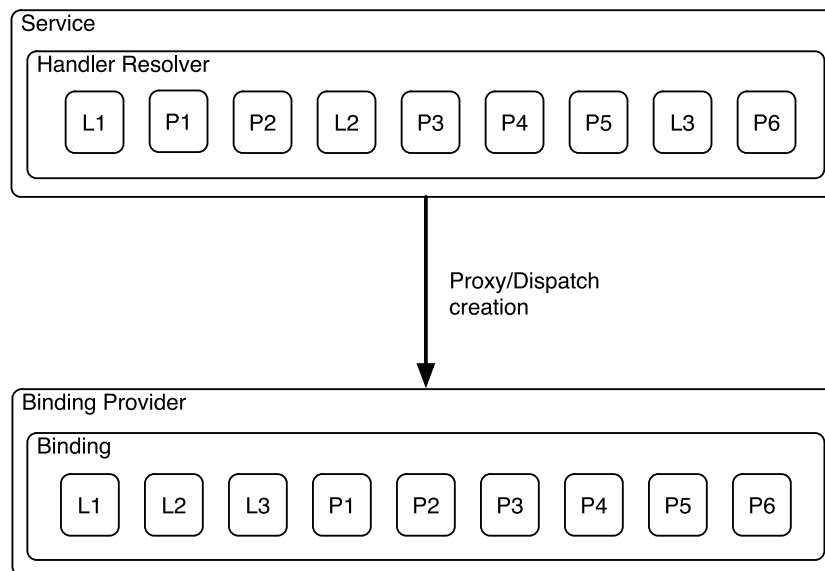 Service
Handler Resolver
L1 P1 P2 L2 P3 P4 P5 L3 P6
Proxy/Dispatch
creation
Binding Provider
Binding
L1 L2 L3 P1 P2 P3 P4 P5 P6